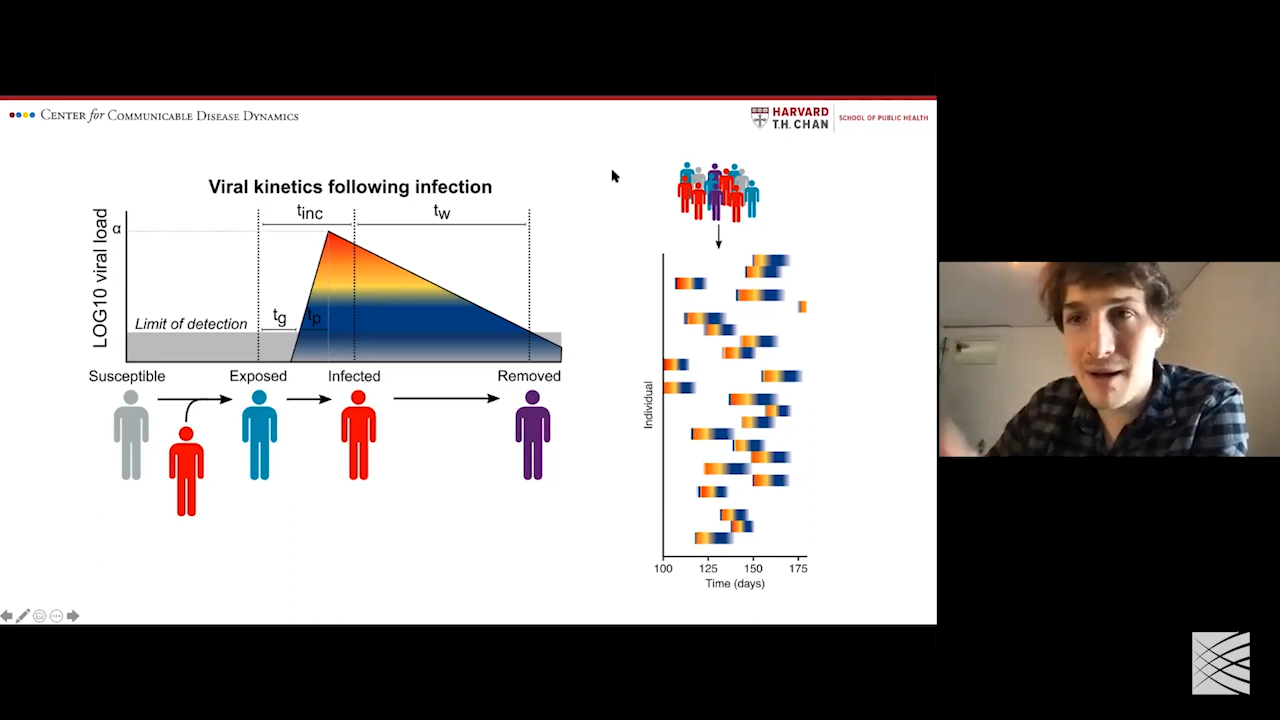 CENTER for COMMUNICABLE DISEASE DYNAMICS
HARVARD
T.H. CHAN
SCHOOL OF PUBLIC HEALTH
Viral kinetics following infection
LOG10 viral load
α
tinc
tw
Limit of detection
tg
tp
Susceptible
Exposed
Infected
Removed
Individual
100
125
150
175
Time (days)